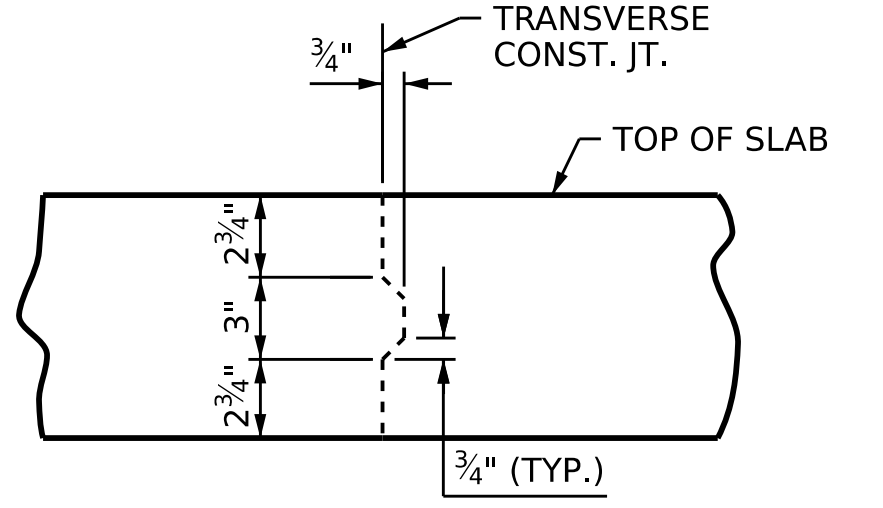 TRANSVERSE
CONST. JT.
¾"
TOP OF SLAB
2¾"
3"
2¾"
¾" (TYP.)